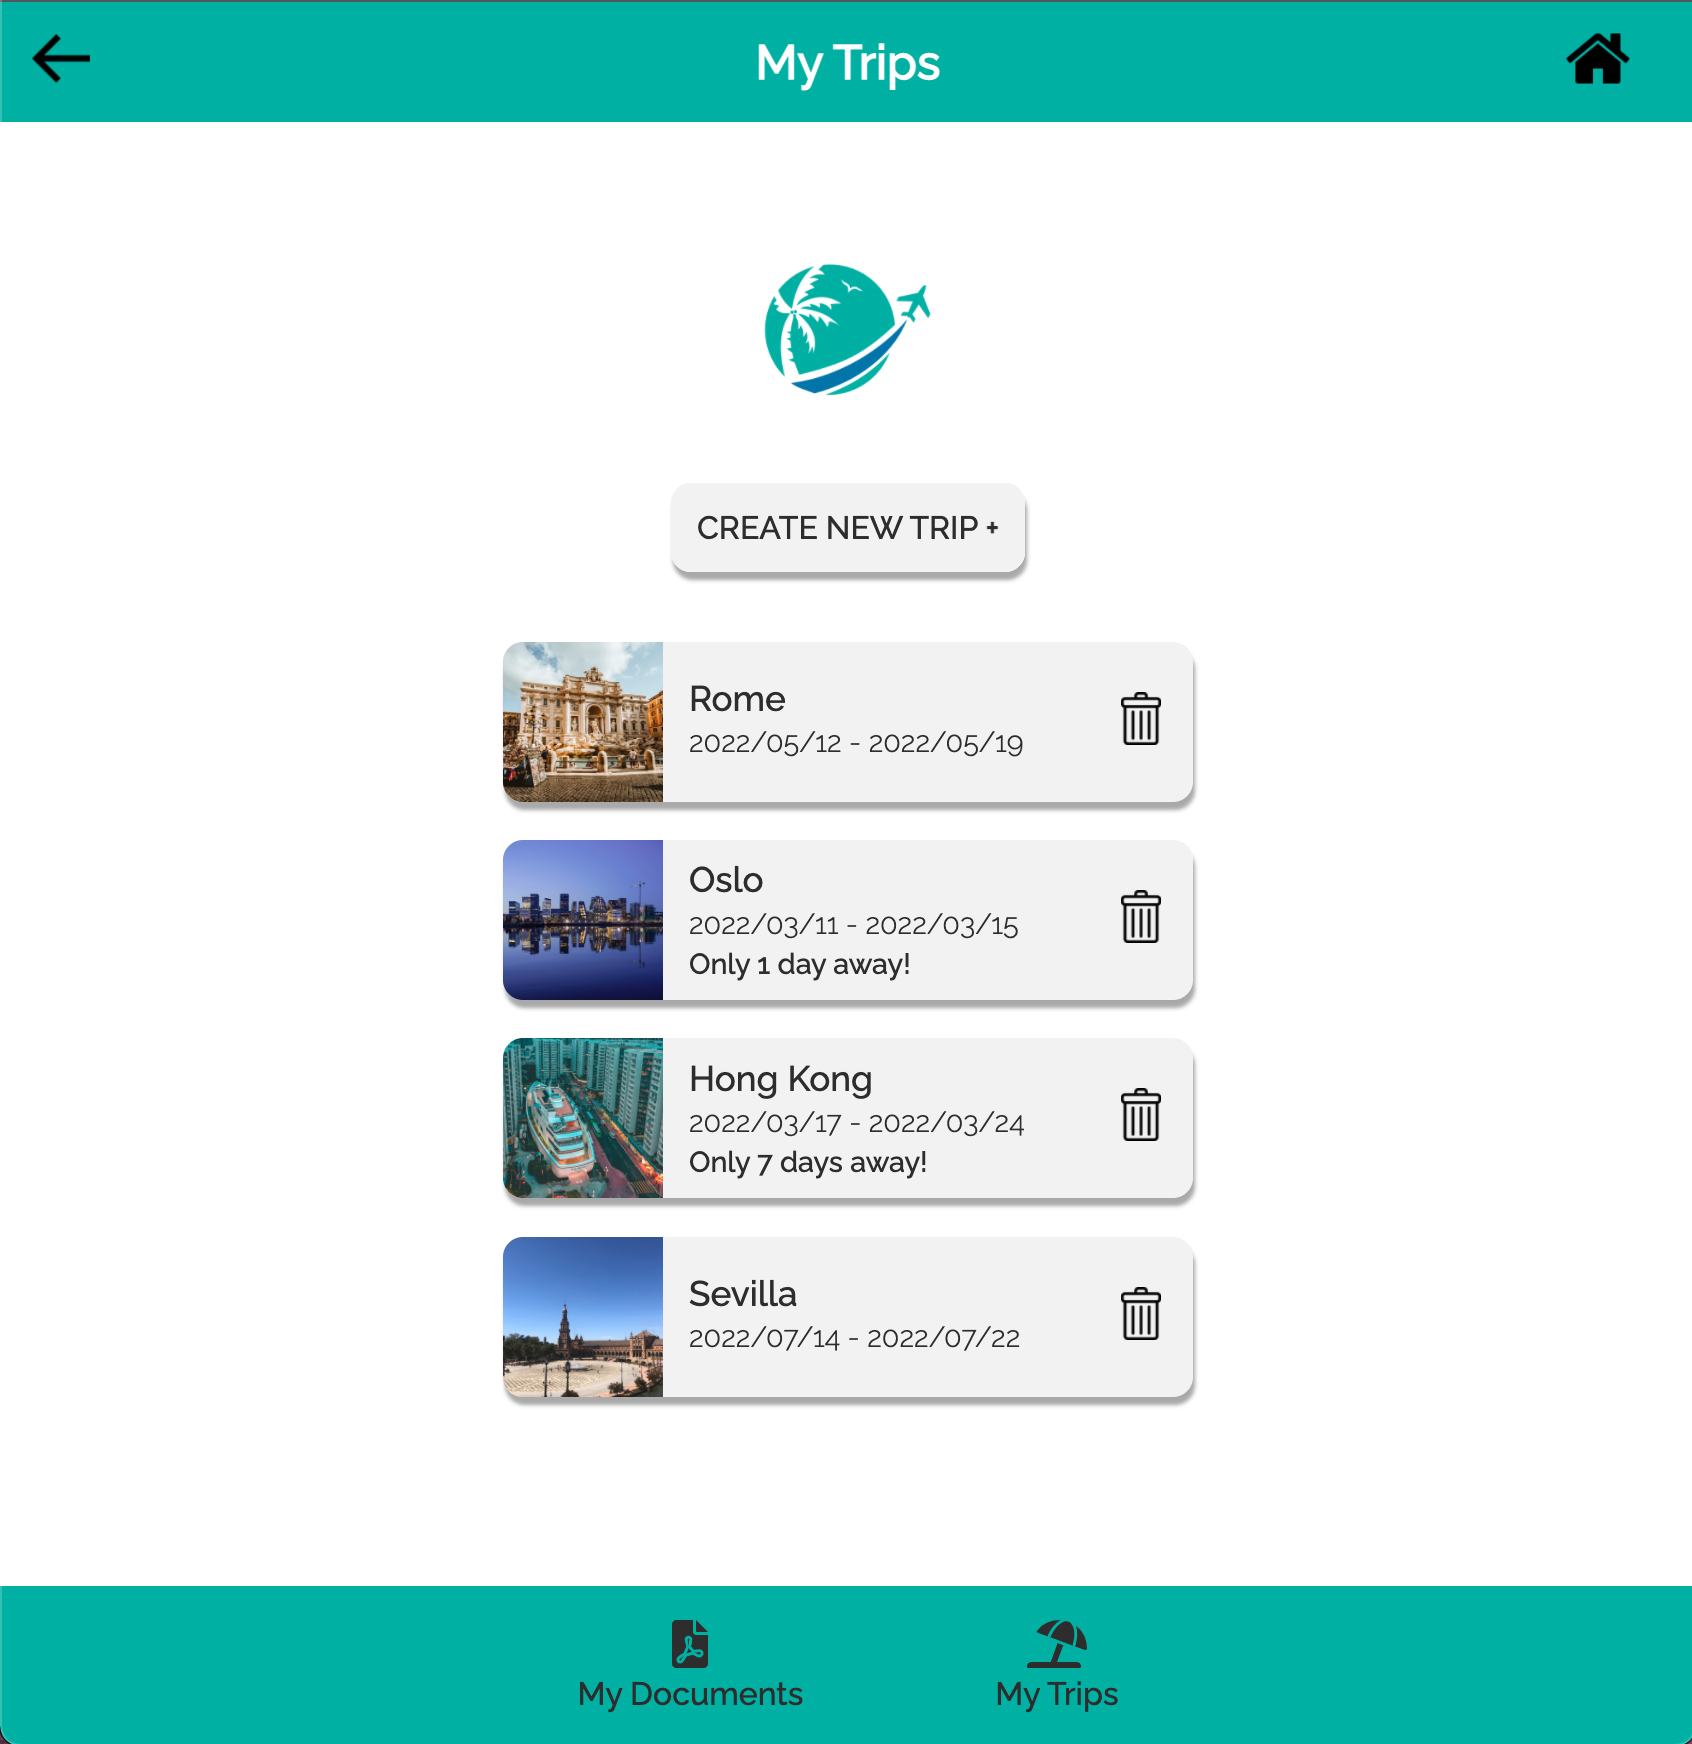 My Trips
CREATE NEW TRIP +
Rome
2022/05/12 - 2022/05/19
Oslo
2022/03/11 - 2022/03/15
Only 1 day away!
Hong Kong
2022/03/17 - 2022/03/24
Only 7 days away!
Sevilla
2022/07/14 - 2022/07/22
My Documents
My Trips